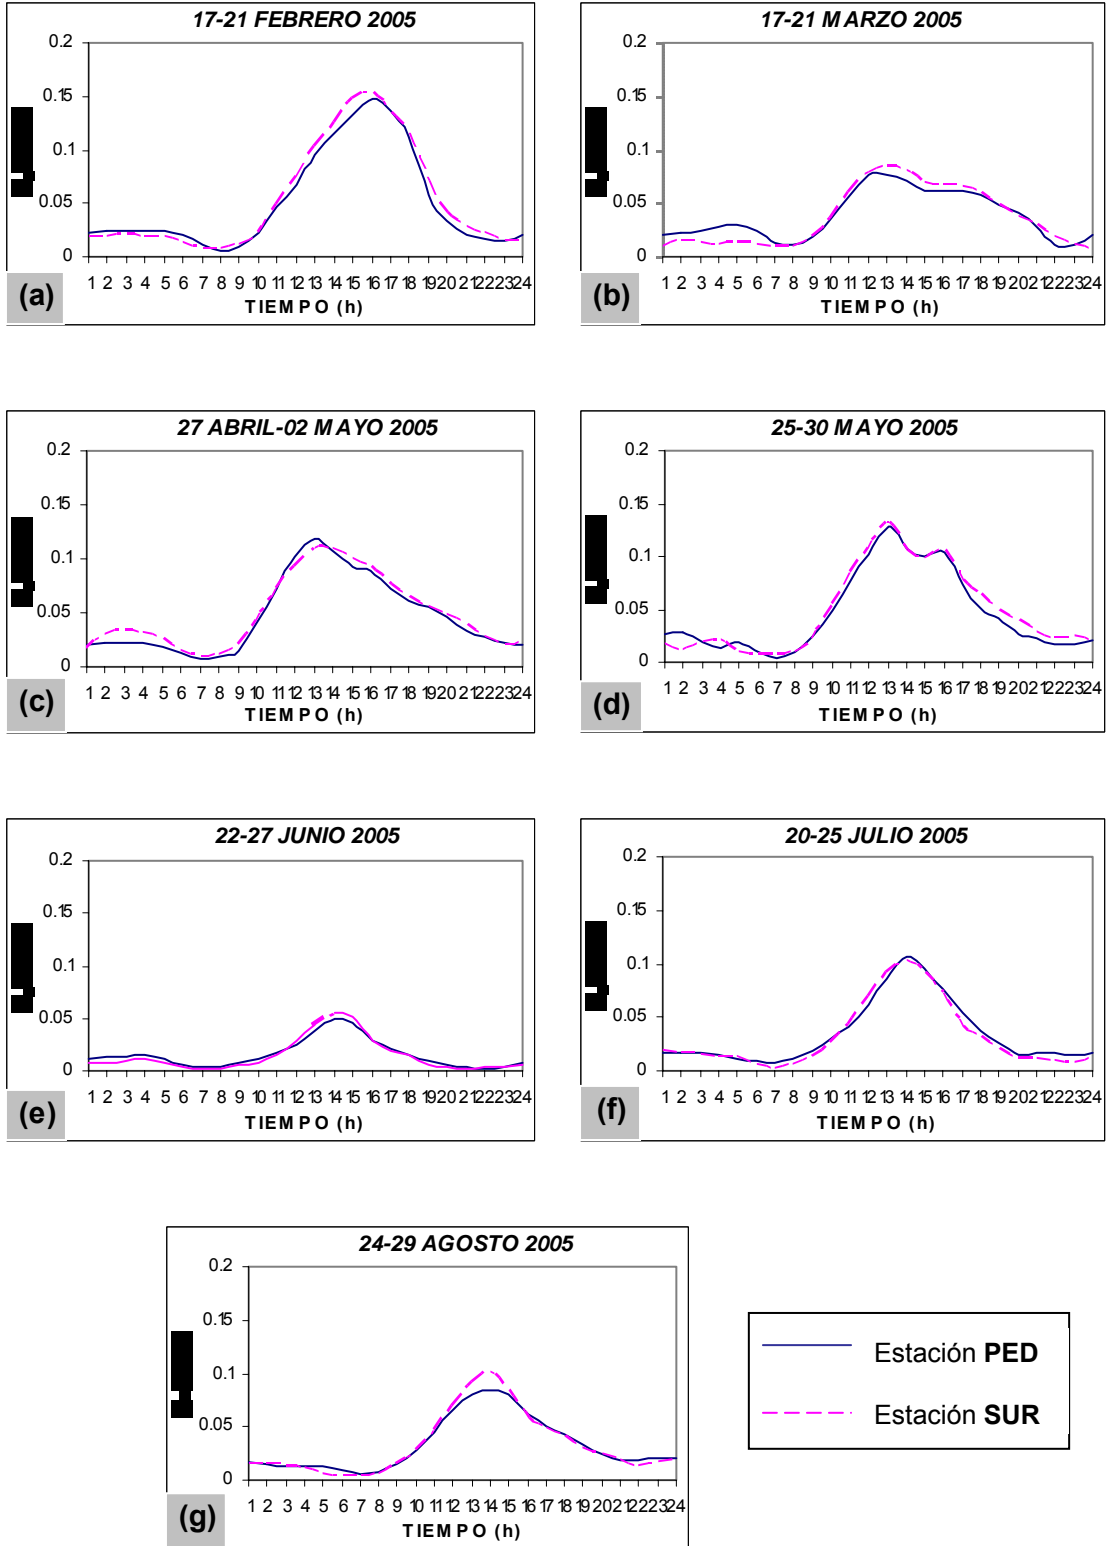 17-21 FEBRERO 2005
0.2
0.15
0.1
0.05
0
1 2 3 4 5 6 7 8 9 10 11 12 13 14 15 16 17 18 19 20 21 22 23 24
(a)
TIEMPO (h)
17-21 MARZO 2005
0.2
0.15
0.1
0.05
0
1 2 3 4 5 6 7 8 9 10 11 12 13 14 15 16 17 18 19 20 21 22 23 24
(b)
TIEMPO (h)
27 ABRIL-02 MAYO 2005
0.2
0.15
0.1
0.05
0
1 2 3 4 5 6 7 8 9 10 11 12 13 14 15 16 17 18 19 20 21 22 23 24
(c)
TIEMPO (h)
25-30 MAYO 2005
0.2
0.15
0.1
0.05
0
1 2 3 4 5 6 7 8 9 10 11 12 13 14 15 16 17 18 19 20 21 22 23 24
(d)
TIEMPO (h)
22-27 JUNIO 2005
0.2
0.15
0.1
0.05
0
1 2 3 4 5 6 7 8 9 10 11 12 13 14 15 16 17 18 19 20 21 22 23 24
(e)
TIEMPO (h)
20-25 JULIO 2005
0.2
0.15
0.1
0.05
0
1 2 3 4 5 6 7 8 9 10 11 12 13 14 15 16 17 18 19 20 21 22 23 24
(f)
TIEMPO (h)
24-29 AGOSTO 2005
0.2
0.15
0.1
0.05
0
1 2 3 4 5 6 7 8 9 10 11 12 13 14 15 16 17 18 19 20 21 22 23 24
(g)
TIEMPO (h)
Estación PED
Estación SUR